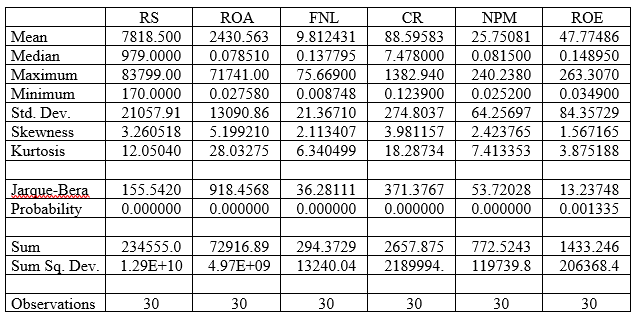 RS ROA FNL CR NPM ROE
Mean 7818.500 2430.563 9.812431 88.59583 25.75081 47.77486
Median 979.0000 0.078510 0.137795 7.478000 0.081500 0.148950
Maximum 83799.00 71741.00 75.66900 1382.940 240.2380 263.3070
Minimum 170.0000 0.027580 0.008748 0.123900 0.025200 0.034900
Std. Dev. 21057.91 13090.86 21.36710 274.8037 64.25697 84.35729
Skewness 3.260518 5.199210 2.113407 3.981157 2.423765 1.567165
Kurtosis 12.05040 28.03275 6.340499 18.28734 7.413353 3.875188
Jarque-Bera 155.5420 918.4568 36.28111 371.3767 53.72028 13.23748
Probability 0.000000 0.000000 0.000000 0.000000 0.000000 0.001335
Sum 234555.0 72916.89 294.3729 2657.875 772.5243 1433.246
Sum Sq. Dev. 1.29E+10 4.97E+09 13240.04 2189994. 119739.8 206368.4
Observations 30 30 30 30 30 30